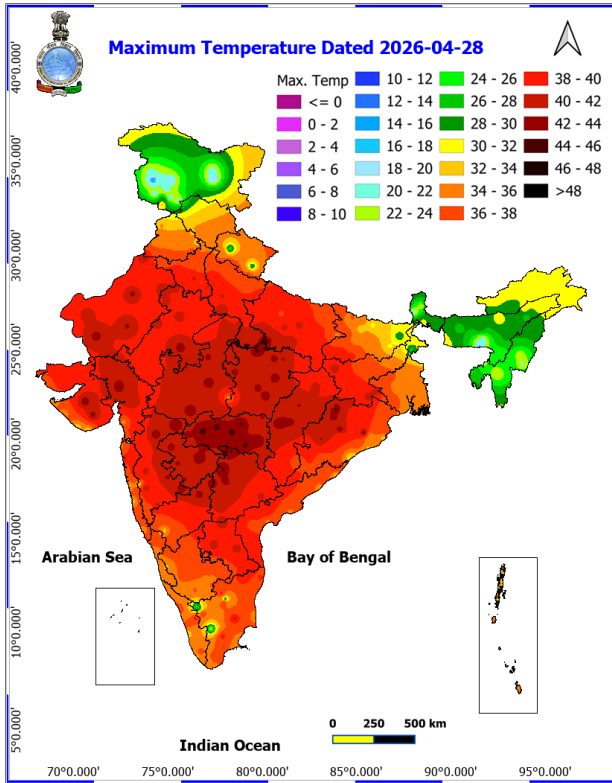 Maximum Temperature Dated 2026-04-28
Max. Temp
<= 0
0 - 2
2 - 4
4 - 6
6 - 8
8 - 10
10 - 12
12 - 14
14 - 16
16 - 18
18 - 20
20 - 22
22 - 24
24 - 26
26 - 28
28 - 30
30 - 32
32 - 34
34 - 36
36 - 38
38 - 40
40 - 42
42 - 44
44 - 46
46 - 48
>48
40°0.000'
35°0.000'
30°0.000'
25°0.000'
20°0.000'
15°0.000'
10°0.000'
5°0.000'
Arabian Sea
Bay of Bengal
Indian Ocean
0 250 500 km
70°0.000' 75°0.000' 80°0.000' 85°0.000' 90°0.000' 95°0.000'